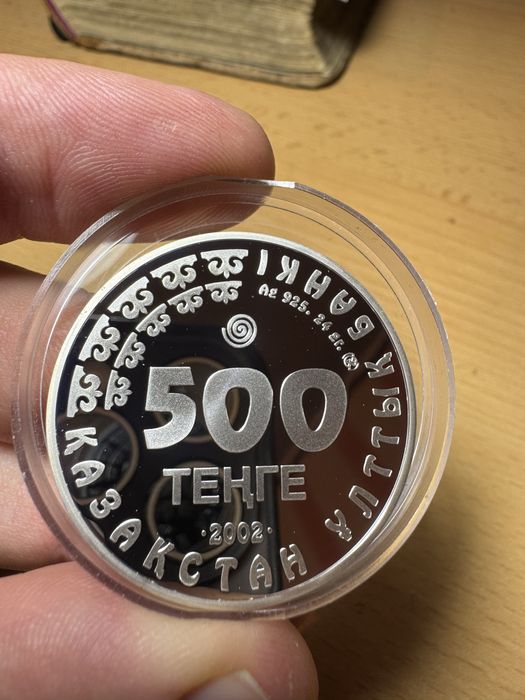 ҚАЗАҚСТАН ҰЛТТЫҚ БАНКІ
Ag 925. 24 gr.
500
ТЕҢГЕ
·2002·